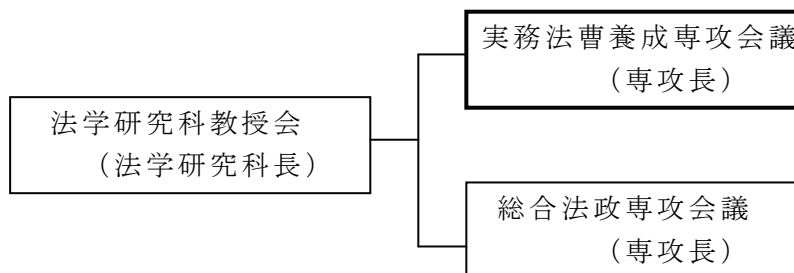 法学研究科教授会
（法学研究科長）
実務法曹養成専攻会議
（専攻長）
総合法政専攻会議
（専攻長）